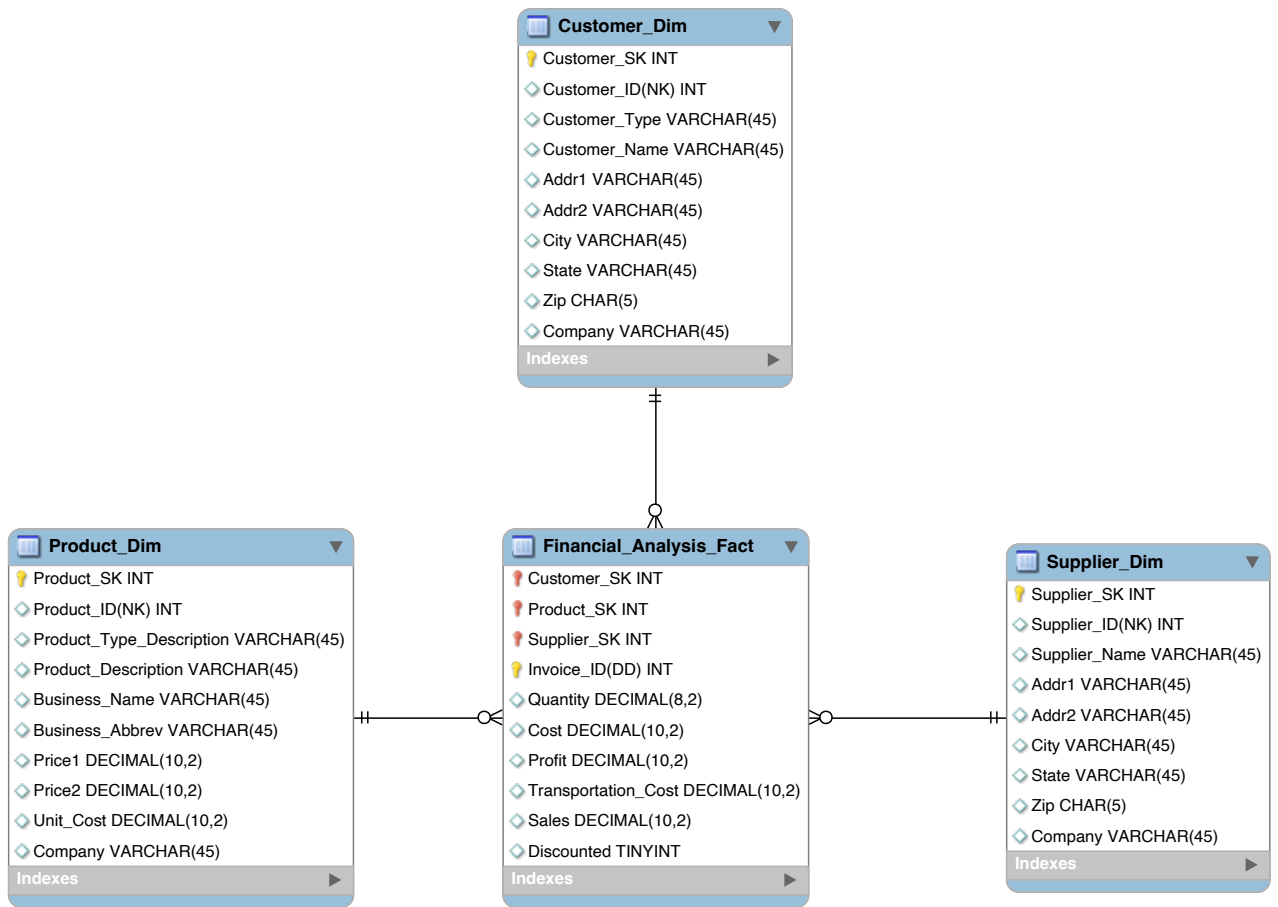 Customer_Dim
Customer_SK INT
Customer_ID(NK) INT
Customer_Type VARCHAR(45)
Customer_Name VARCHAR(45)
Addr1 VARCHAR(45)
Addr2 VARCHAR(45)
City VARCHAR(45)
State VARCHAR(45)
Zip CHAR(5)
Company VARCHAR(45)
Indexes
Product_Dim
Product_SK INT
Product_ID(NK) INT
Product_Type_Description VARCHAR(45)
Product_Description VARCHAR(45)
Business_Name VARCHAR(45)
Business_Abbrev VARCHAR(45)
Price1 DECIMAL(10,2)
Price2 DECIMAL(10,2)
Unit_Cost DECIMAL(10,2)
Company VARCHAR(45)
Indexes
Financial_Analysis_Fact
Customer_SK INT
Product_SK INT
Supplier_SK INT
Invoice_ID(DD) INT
Quantity DECIMAL(8,2)
Cost DECIMAL(10,2)
Profit DECIMAL(10,2)
Transportation_Cost DECIMAL(10,2)
Sales DECIMAL(10,2)
Discounted TINYINT
Indexes
Supplier_Dim
Supplier_SK INT
Supplier_ID(NK) INT
Supplier_Name VARCHAR(45)
Addr1 VARCHAR(45)
Addr2 VARCHAR(45)
City VARCHAR(45)
State VARCHAR(45)
Zip CHAR(5)
Company VARCHAR(45)
Indexes